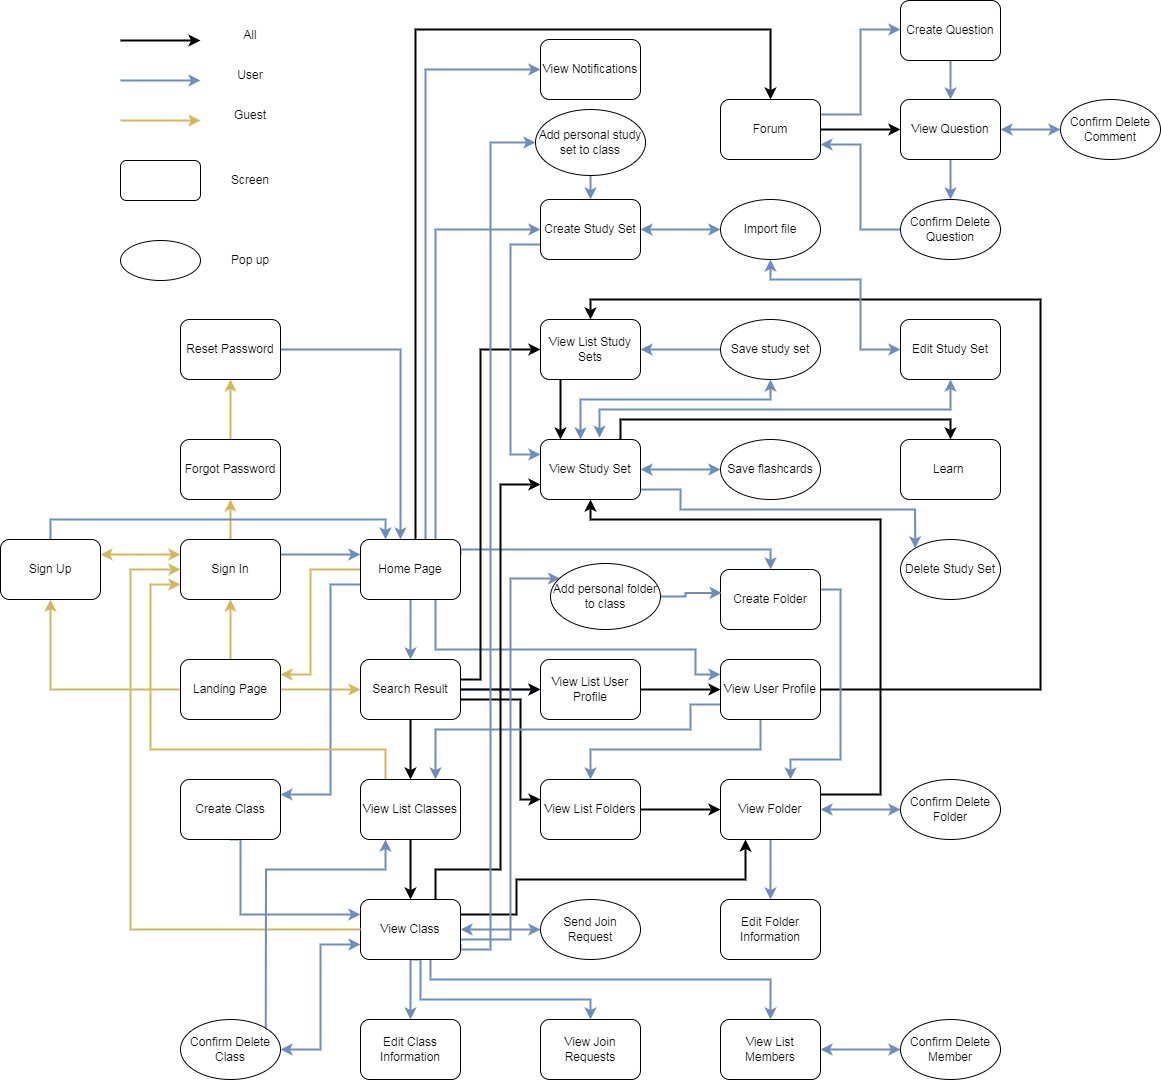 All
User
Guest
Screen
Pop up
Create Question
View Notifications
Forum
View Question
Confirm Delete
Comment
Add personal study
set to class
Create Study Set
Import file
Confirm Delete
Question
Reset Password
View List Study
Sets
Save study set
Edit Study Set
Forgot Password
View Study Set
Save flashcards
Learn
Sign Up
Sign In
Home Page
Add personal folder
to class
Create Folder
Delete Study Set
Landing Page
Search Result
View List User
Profile
View User Profile
Create Class
View List Classes
View List Folders
View Folder
Confirm Delete
Folder
View Class
Send Join
Request
Edit Folder
Information
Confirm Delete
Class
Edit Class
Information
View Join
Requests
View List
Members
Confirm Delete
Member